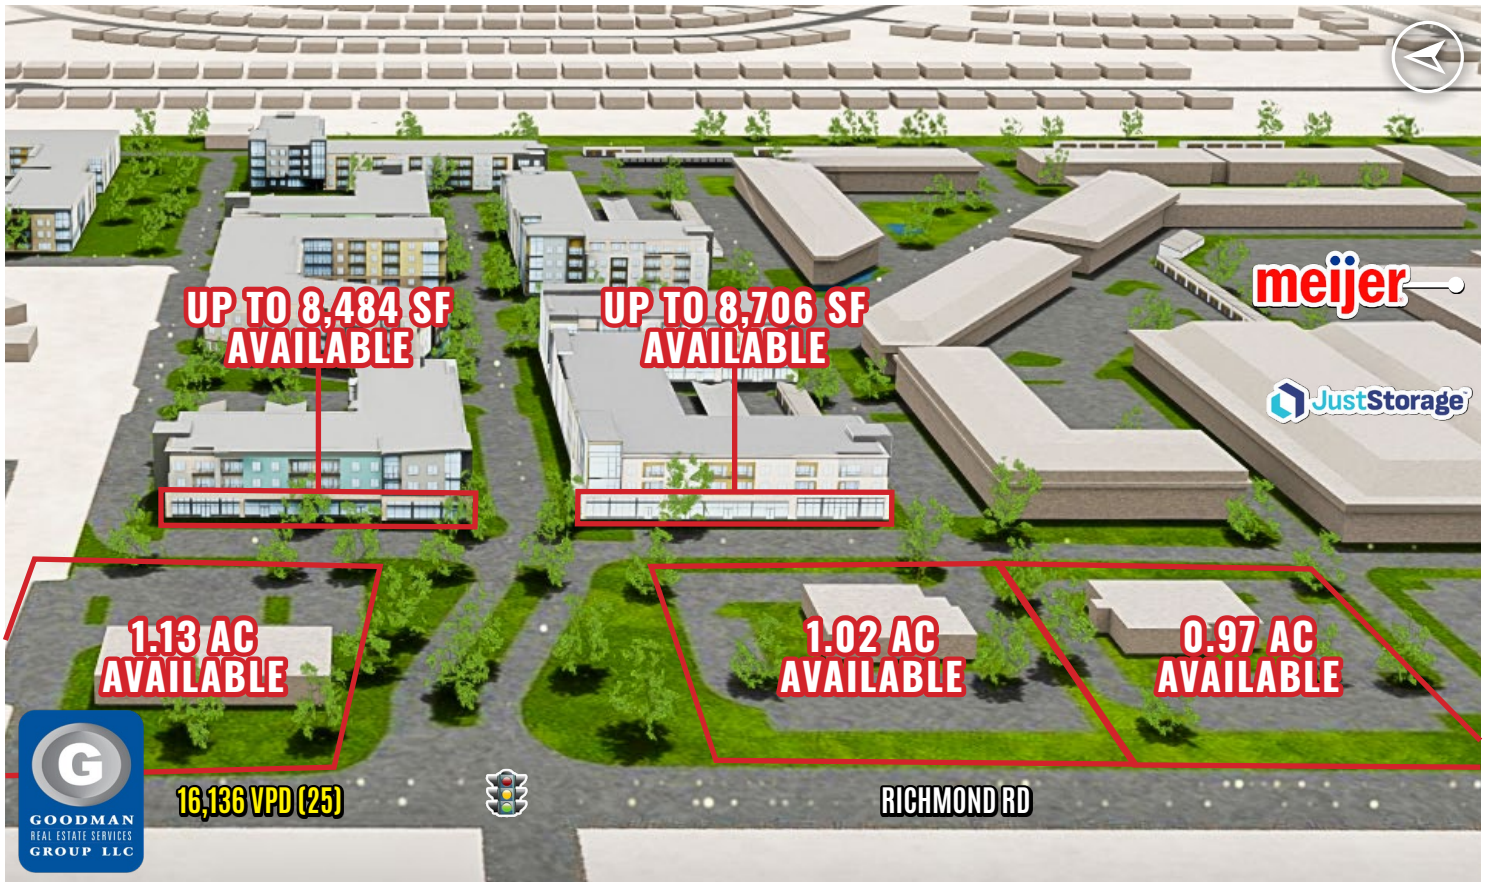 meijer
UP TO 8,484 SF
AVAILABLE
UP TO 8,706 SF
AVAILABLE
JustStorage
1.13 AC
AVAILABLE
1.02 AC
AVAILABLE
0.97 AC
AVAILABLE
G
GOODMAN
REAL ESTATE SERVICES
GROUP LLC
16,136 VPD (25)
RICHMOND RD